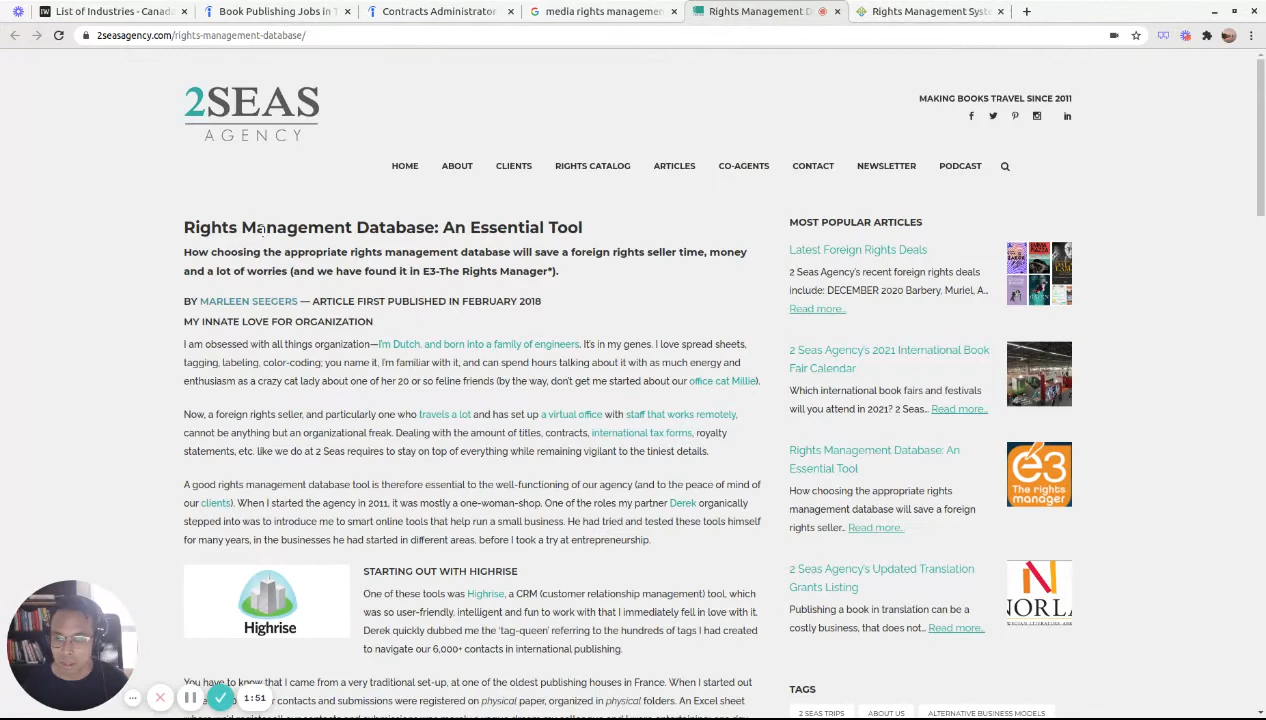 List of Industries - Canada
Book Publishing Jobs in T
Contracts Administrator
media rights managemen
Rights Management D
Rights Management Syst
2seasagency.com/rights-management-database/
2SEAS
AGENCY
MAKING BOOKS TRAVEL SINCE 2011
HOME ABOUT CLIENTS RIGHTS CATALOG ARTICLES CO-AGENTS CONTACT NEWSLETTER PODCAST
Rights Management Database: An Essential Tool
How choosing the appropriate rights management database will save a foreign rights seller time, money
and a lot of worries (and we have found it in E3-The Rights Manager*).
BY MARLEEN SEEGERS — ARTICLE FIRST PUBLISHED IN FEBRUARY 2018
MY INNATE LOVE FOR ORGANIZATION
I am obsessed with all things organization—I'm Dutch, and born into a family of engineers. It's in my genes. I love spread sheets,
tagging, labeling, color-coding; you name it, I'm familiar with it, and can spend hours talking about it with as much energy and
enthusiasm as a crazy cat lady about one of her 20 or so feline friends (by the way, don't get me started about our office cat Millie).
Now, a foreign rights seller, and particularly one who travels a lot and has set up a virtual office with staff that works remotely,
cannot be anything but an organizational freak. Dealing with the amount of titles, contracts, international tax forms, royalty
statements, etc. like we do at 2 Seas requires to stay on top of everything while remaining vigilant to the tiniest details.
A good rights management database tool is therefore essential to the well-functioning of our agency (and to the peace of mind of
our clients). When I started the agency in 2011, it was mostly a one-woman-shop. One of the roles my partner Derek organically
stepped into was to introduce me to smart online tools that help run a small business. He had tried and tested these tools himself
for many years, in the businesses he had started in different areas, before I took a try at entrepreneurship.
Highrise
STARTING OUT WITH HIGHRISE
One of these tools was Highrise, a CRM (customer relationship management) tool, which
was so user-friendly, intelligent and fun to work with that I immediately fell in love with it.
Derek quickly dubbed me the 'tag-queen' referring to the hundreds of tags I had created
to navigate our 6,000+ contacts in international publishing.
You have to know that I came from a very traditional set-up, at one of the oldest publishing houses in France. When I started out
contacts and submissions were registered on physical paper, organized in physical folders. An Excel sheet
MOST POPULAR ARTICLES
Latest Foreign Rights Deals
2 Seas Agency's recent foreign rights deals
include: DECEMBER 2020 Barbery, Muriel, A...
Read more...
2 Seas Agency's 2021 International Book
Fair Calendar
Which international book fairs and festivals
will you attend in 2021? 2 Seas... Read more...
Rights Management Database: An
Essential Tool
How choosing the appropriate rights
management database will save a foreign
rights seller... Read more...
é3
The rights
manager
2 Seas Agency's Updated Translation
Grants Listing
Publishing a book in translation can be a
costly business, that does not... Read more...
NORLA
TAGS
2 SEAS TRIPS ABOUT US ALTERNATIVE BUSINESS MODELS
1:51